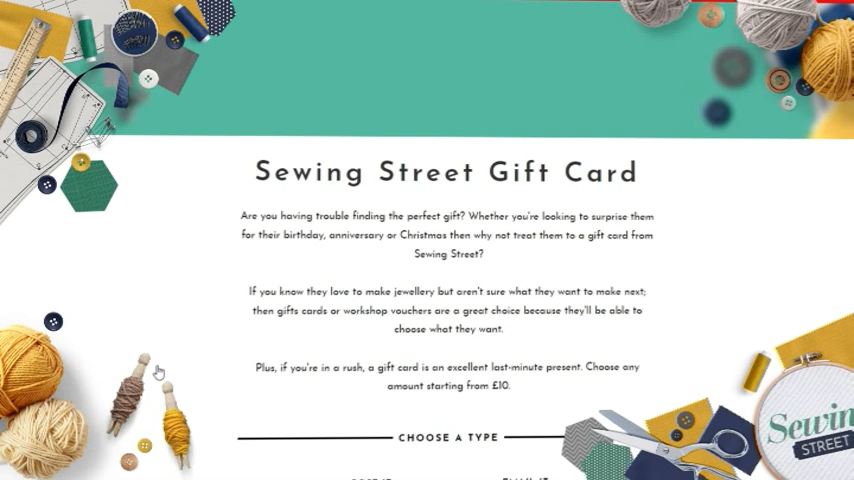 Sewing Street Gift Card
Are you having trouble finding the perfect gift? Whether you're looking to surprise them
for their birthday, anniversary or Christmas then why not treat them to a gift card from
Sewing Street?
If you know they love to make jewellery but aren't sure what they want to make next;
then gifts cards or workshop vouchers are a great choice because they'll be able to
choose what they want.
Plus, if you're in a rush, a gift card is an excellent last-minute present. Choose any
amount starting from £10.
CHOOSE A TYPE
STREET